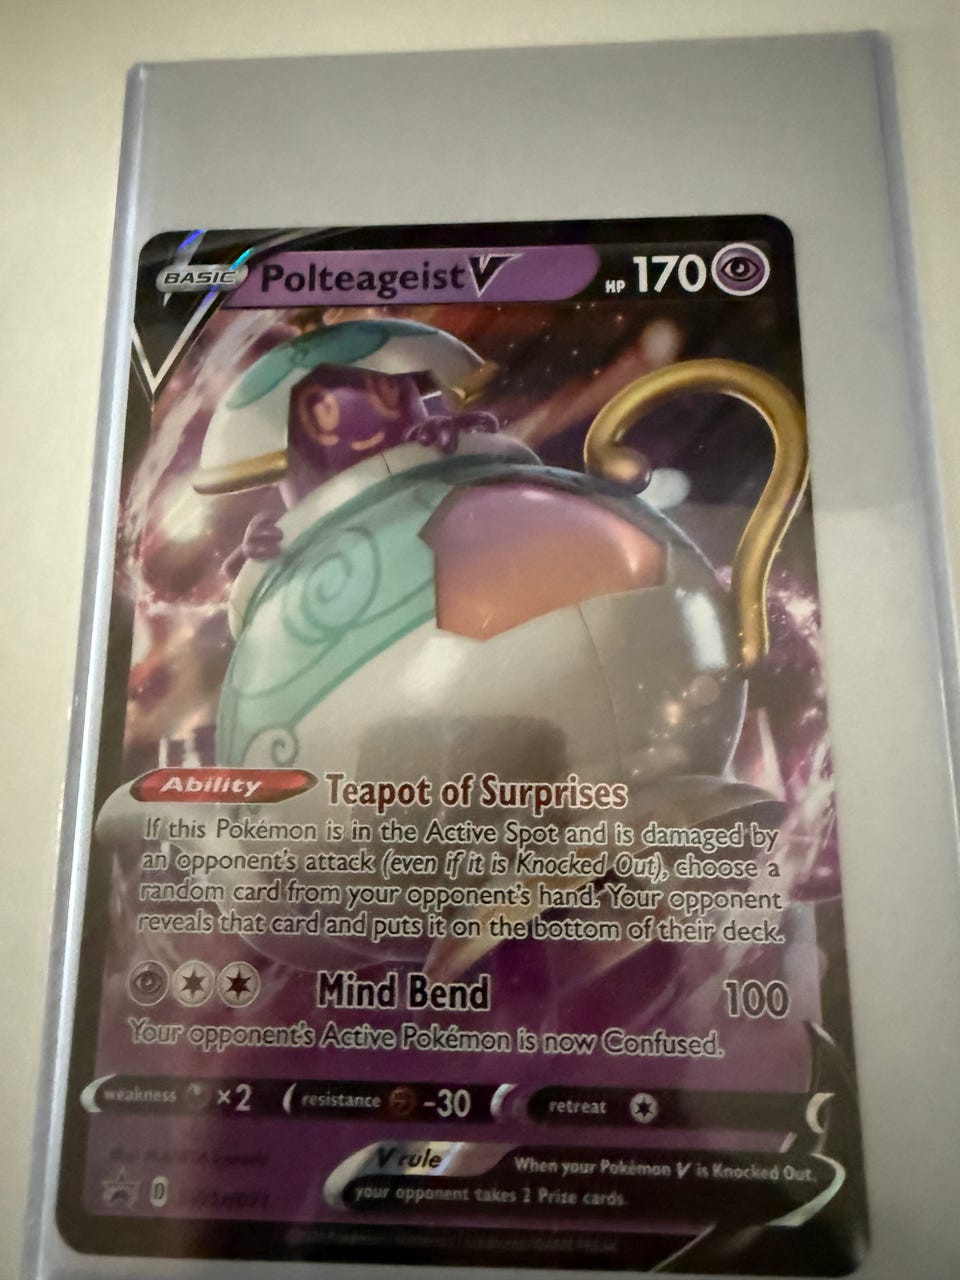 BASIC Polteageist V HP 170
Ability Teapot of Surprises
If this Pokémon is in the Active Spot and is damaged by
an opponent's attack (even if it is Knocked Out), choose a
random card from your opponent's hand. Your opponent
reveals that card and puts it on the bottom of their deck.
Mind Bend 100
Your opponent's Active Pokémon is now Confused.
weakness ×2 resistance -30 retreat
V rule When your Pokémon V is Knocked Out,
your opponent takes 2 Prize cards.
D